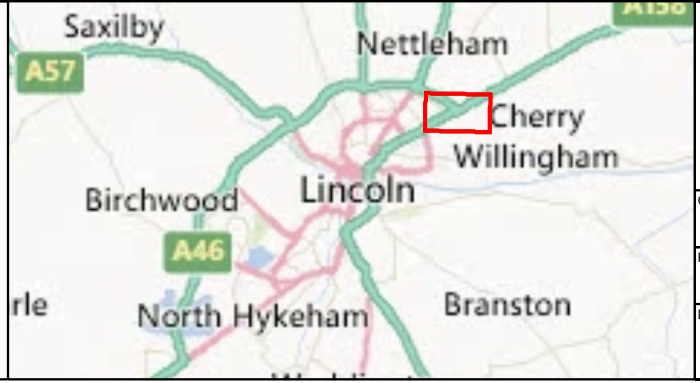 Saxilby
A158
Nettleham
A57
Cherry
Willingham
Lincoln
Birchwood
A46
rle
North Hykeham
Branston